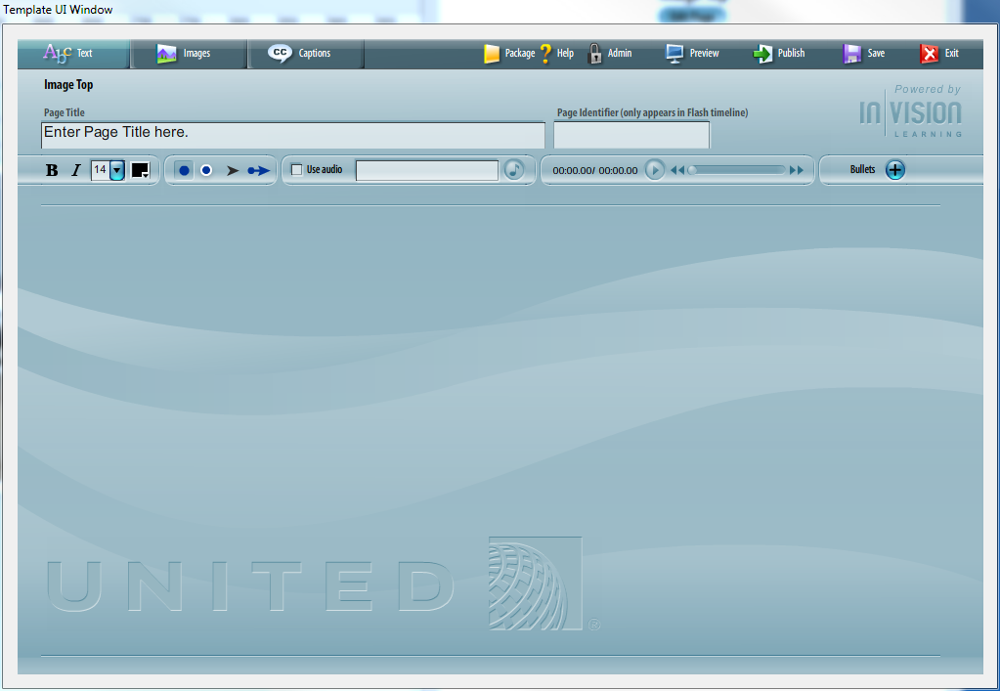 Template UI Window
ABC Text Images CC Captions Package ? Help Admin Preview Publish Save Exit
Image Top
Powered by
IN VISION
LEARNING
Page Title Page Identifier (only appears in Flash timeline)
Enter Page Title here.
B I 14 Use audio 00:00.00/ 00:00.00 Bullets
UNITED ®